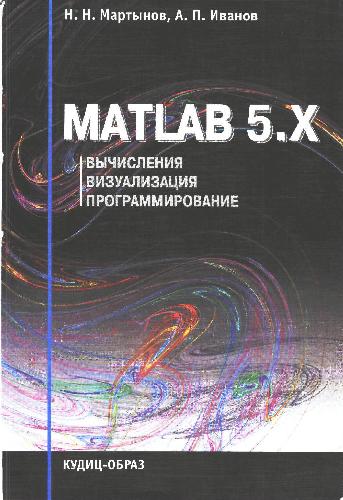 Н. Н. Мартынов, А. П. Иванов
MATLAB 5.X
ВЫЧИСЛЕНИЯ
ВИЗУАЛИЗАЦИЯ
ПРОГРАММИРОВАНИЕ
КУДИЦ-ОБРАЗ